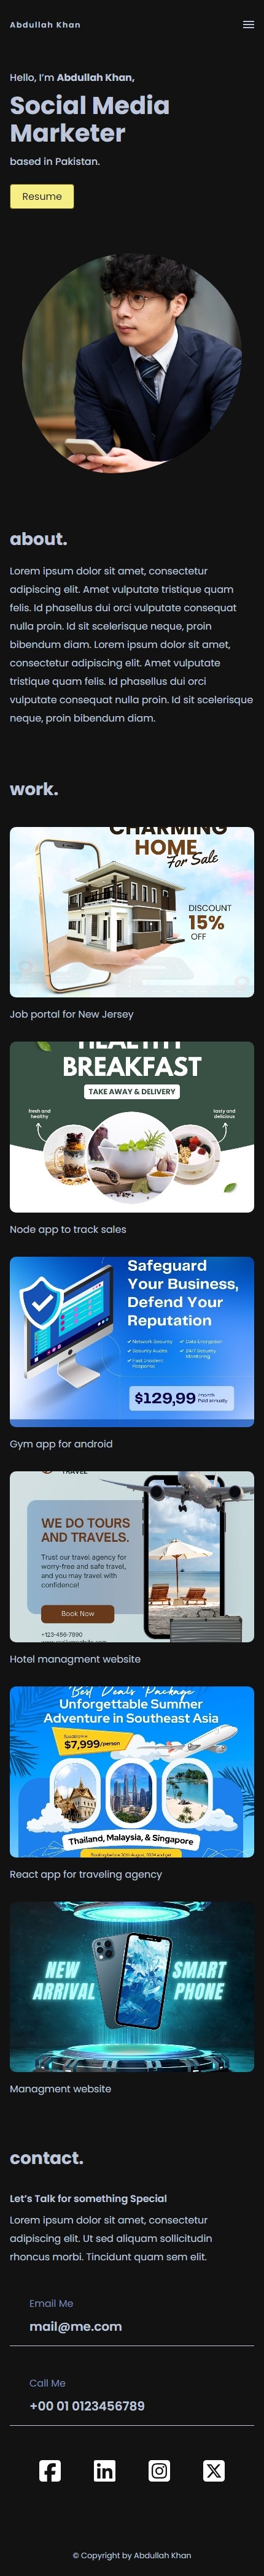 Abdullah Khan
Hello, I’m Abdullah Khan,
Social Media
Marketer
based in Pakistan.
Resume
about.
Lorem ipsum dolor sit amet, consectetur
adipiscing elit. Amet vulputate tristique quam
felis. Id phasellus dui orci vulputate consequat
nulla proin. Id sit scelerisque neque, proin
bibendum diam. Lorem ipsum dolor sit amet,
consectetur adipiscing elit. Amet vulputate
tristique quam felis. Id phasellus dui orci
vulputate consequat nulla proin. Id sit scelerisque
neque, proin bibendum diam.
work.
CHARMING
HOME
For Sale
DISCOUNT
15%
OFF
Job portal for New Jersey
HEALTHY
BREAKFAST
TAKE AWAY & DELIVERY
fresh and
healthy
tasty and
delicious
Node app to track sales
Safeguard
Your Business,
Defend Your
Reputation
Network Security
Data Encryption
Security Audits
24/7 Security
Monitoring
Fast Incident
Response
$129,99
/month
Paid annually
Gym app for android
TRAVEL
WE DO TOURS
AND TRAVELS.
Trust our travel agency for
worry-free and safe travel,
and you may travel with
confidence!
Book Now
+123-456-7890
Hotel managment website
Best Deals Package
Unforgettable Summer
Adventure in Southeast Asia
$7,999/person
Thailand, Malaysia, & Singapore
React app for traveling agency
NEW
ARRIVAL
SMART
PHONE
Managment website
contact.
Let’s Talk for something Special
Lorem ipsum dolor sit amet, consectetur
adipiscing elit. Ut sed aliquam sollicitudin
rhoncus morbi. Tincidunt quam sem elit.
Email Me
mail@me.com
Call Me
+00 01 0123456789
© Copyright by Abdullah Khan